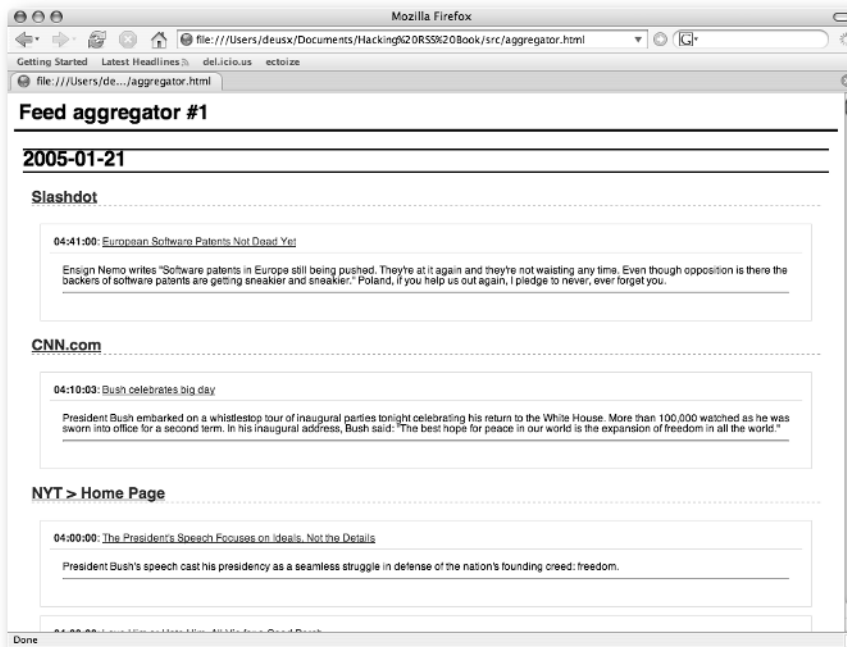 Mozilla Firefox
file:///Users/deusx/Documents/Hacking%20RSS%20Book/src/aggregator.html
G
Getting Started Latest Headlines del.icio.us ectoize
file:///Users/de.../aggregator.html
Feed aggregator #1
2005-01-21
Slashdot
04:41:00: European Software Patents Not Dead Yet
Ensign Nemo writes "Software patents in Europe still being pushed. They're at it again and they're not waisting any time. Even though opposition is there the
backers of software patents are getting sneakier and sneakier." Poland, if you help us out again, I pledge to never, ever forget you.
CNN.com
04:10:03: Bush celebrates big day
President Bush embarked on a whistlestop tour of inaugural parties tonight celebrating his return to the White House. More than 100,000 watched as he was
sworn into office for a second term. In his inaugural address, Bush said: "The best hope for peace in our world is the expansion of freedom in all the world."
NYT > Home Page
04:00:00: The President's Speech Focuses on Ideals, Not the Details
President Bush's speech cast his presidency as a seamless struggle in defense of the nation's founding creed: freedom.
Done